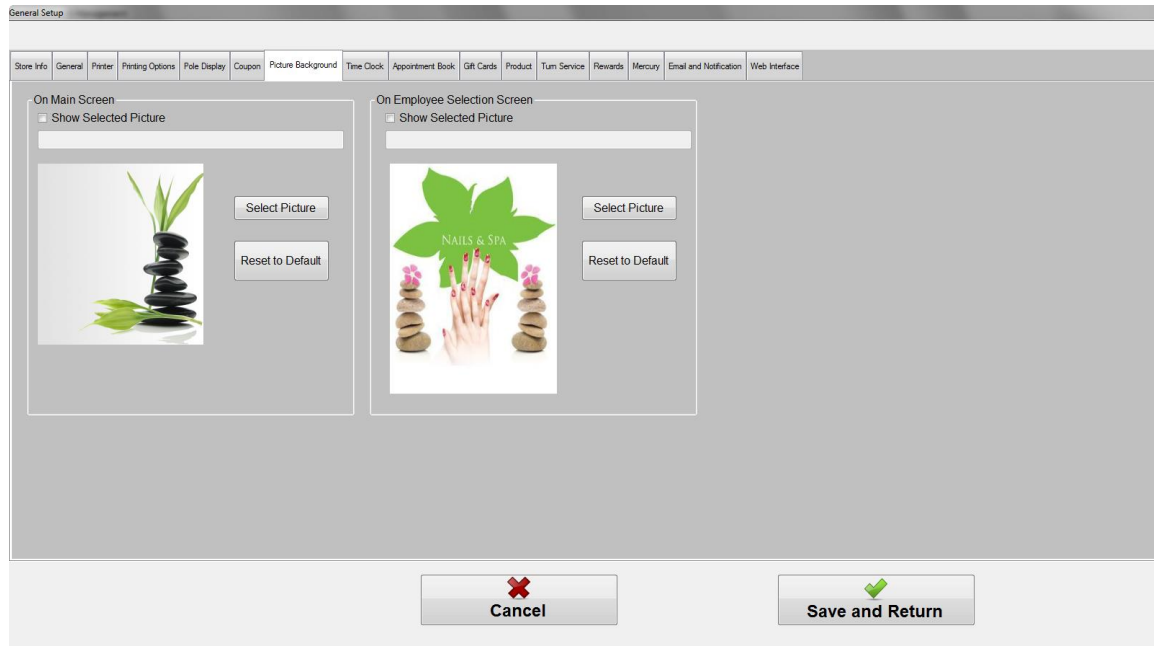 General Setup
Store Info General Printer Printing Options Pole Display Coupon Picture Background Time Clock Appointment Book Gift Cards Product Turn Service Rewards Mercury Email and Notification Web Interface
On Main Screen
Show Selected Picture
Select Picture
Reset to Default
On Employee Selection Screen
Show Selected Picture
NAILS & SPA
Select Picture
Reset to Default
Cancel
Save and Return